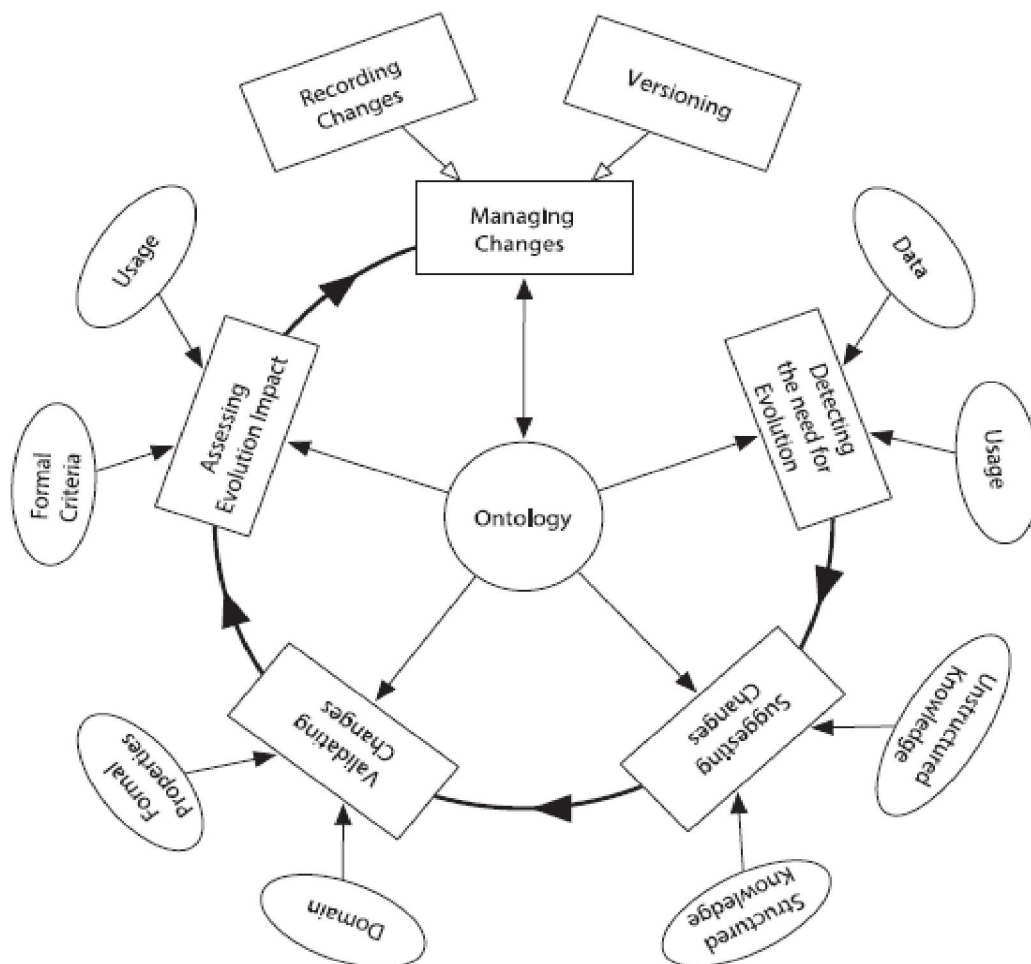 Recording
Changes
Versioning
Managing
Changes
Usage
Data
Assessing
Evolution Impact
Detecting
the need for
Evolution
Formal
Criteria
Usage
Ontology
Unstructured
Knowledge
Suggesting
Changes
Validating
Changes
Formal
Properties
Domain
Structured
Knowledge